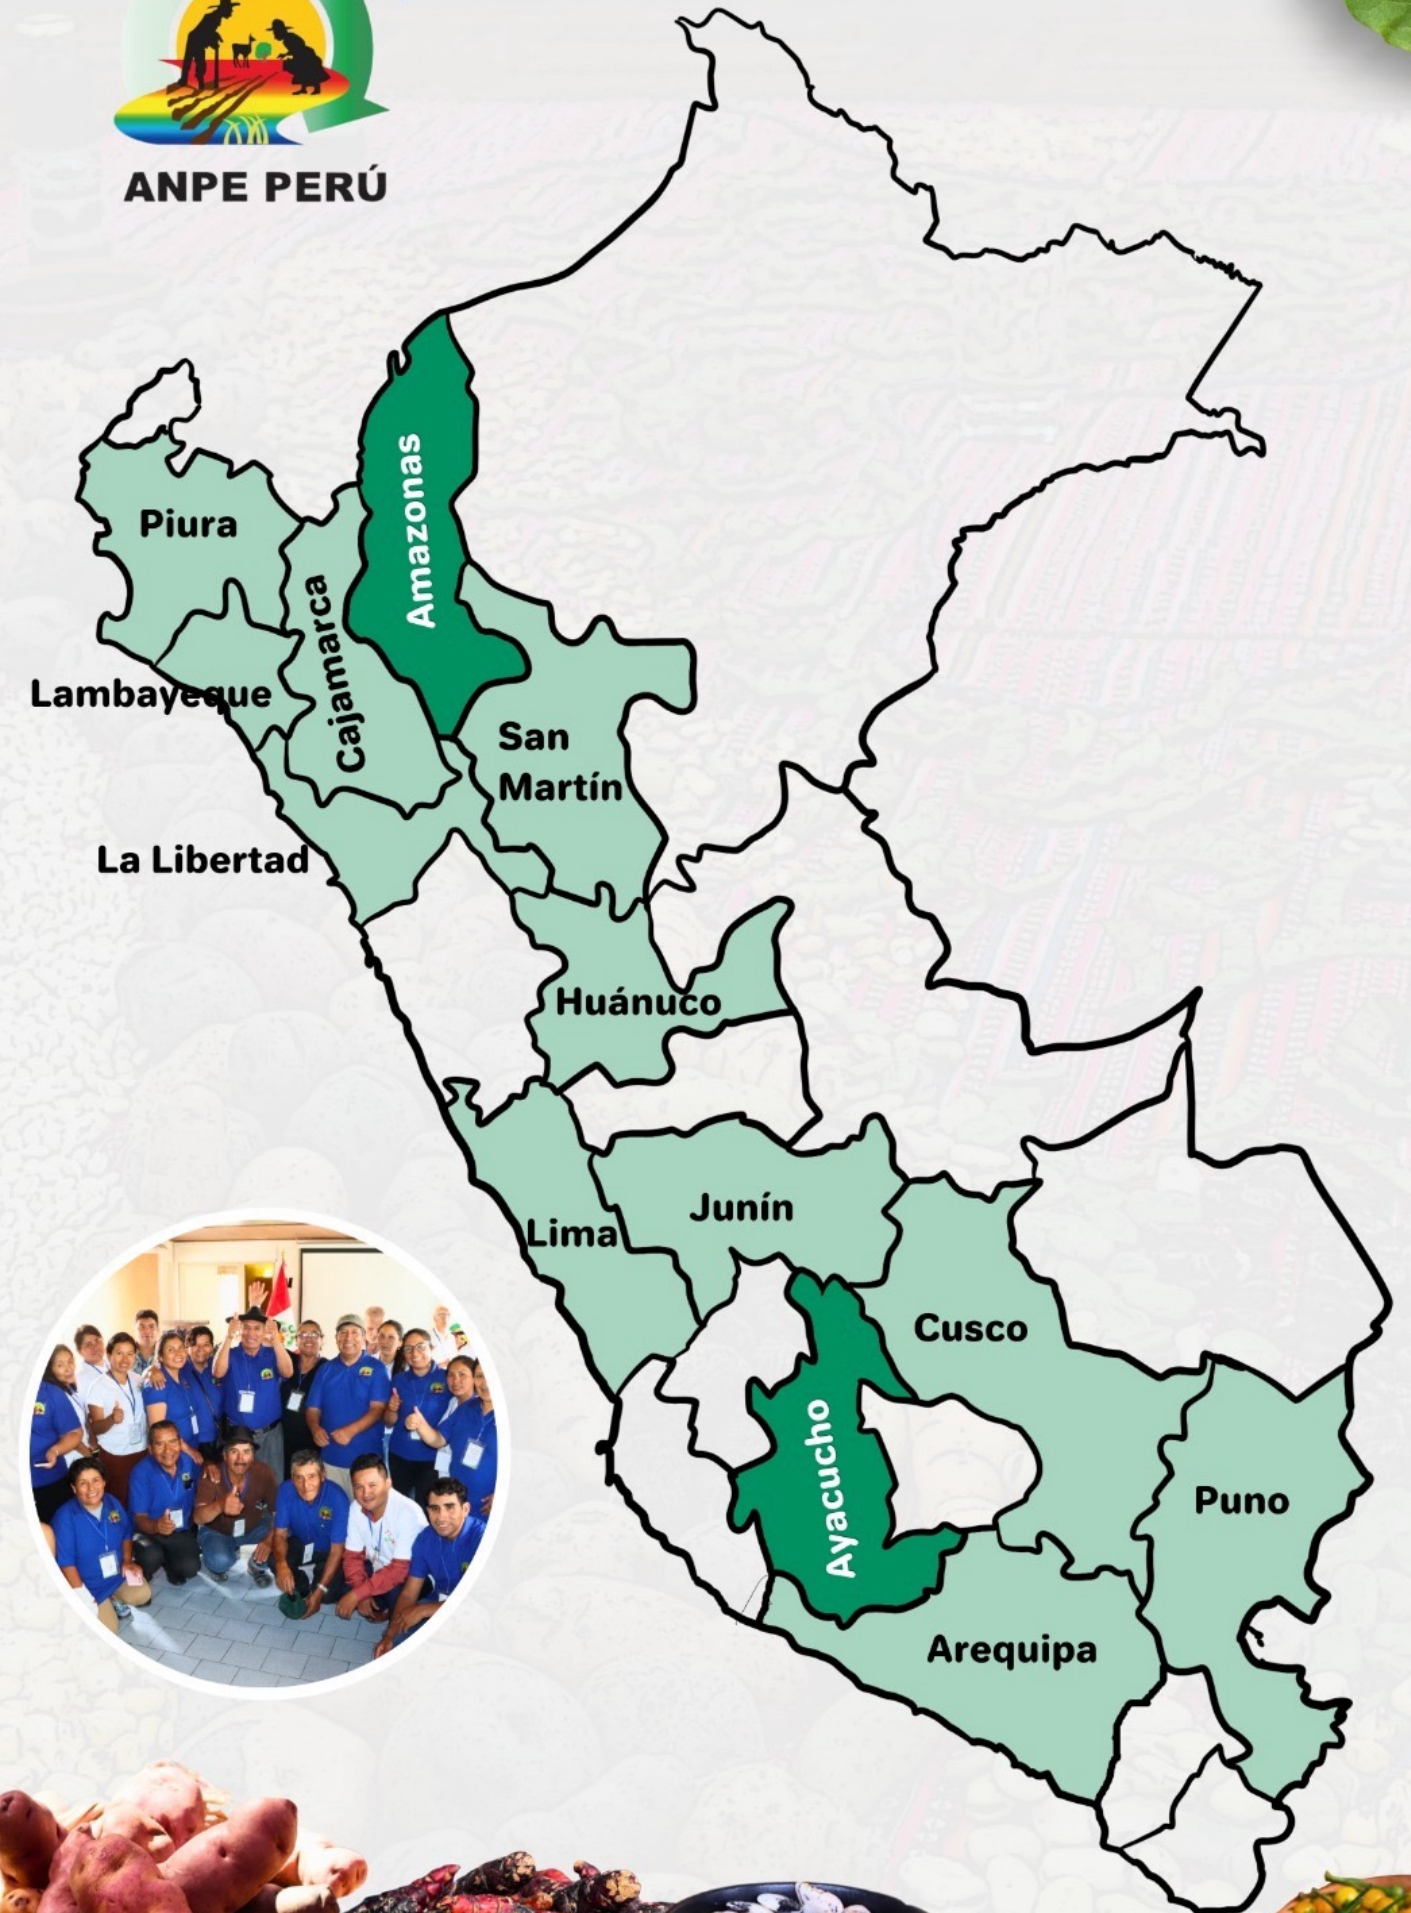 ANPE PERÚ
Amazonas
Piura
Cajamarca
Lambayeque
San
Martín
La Libertad
Huánuco
Junín
Lima
Cusco
Ayacucho
Puno
Arequipa